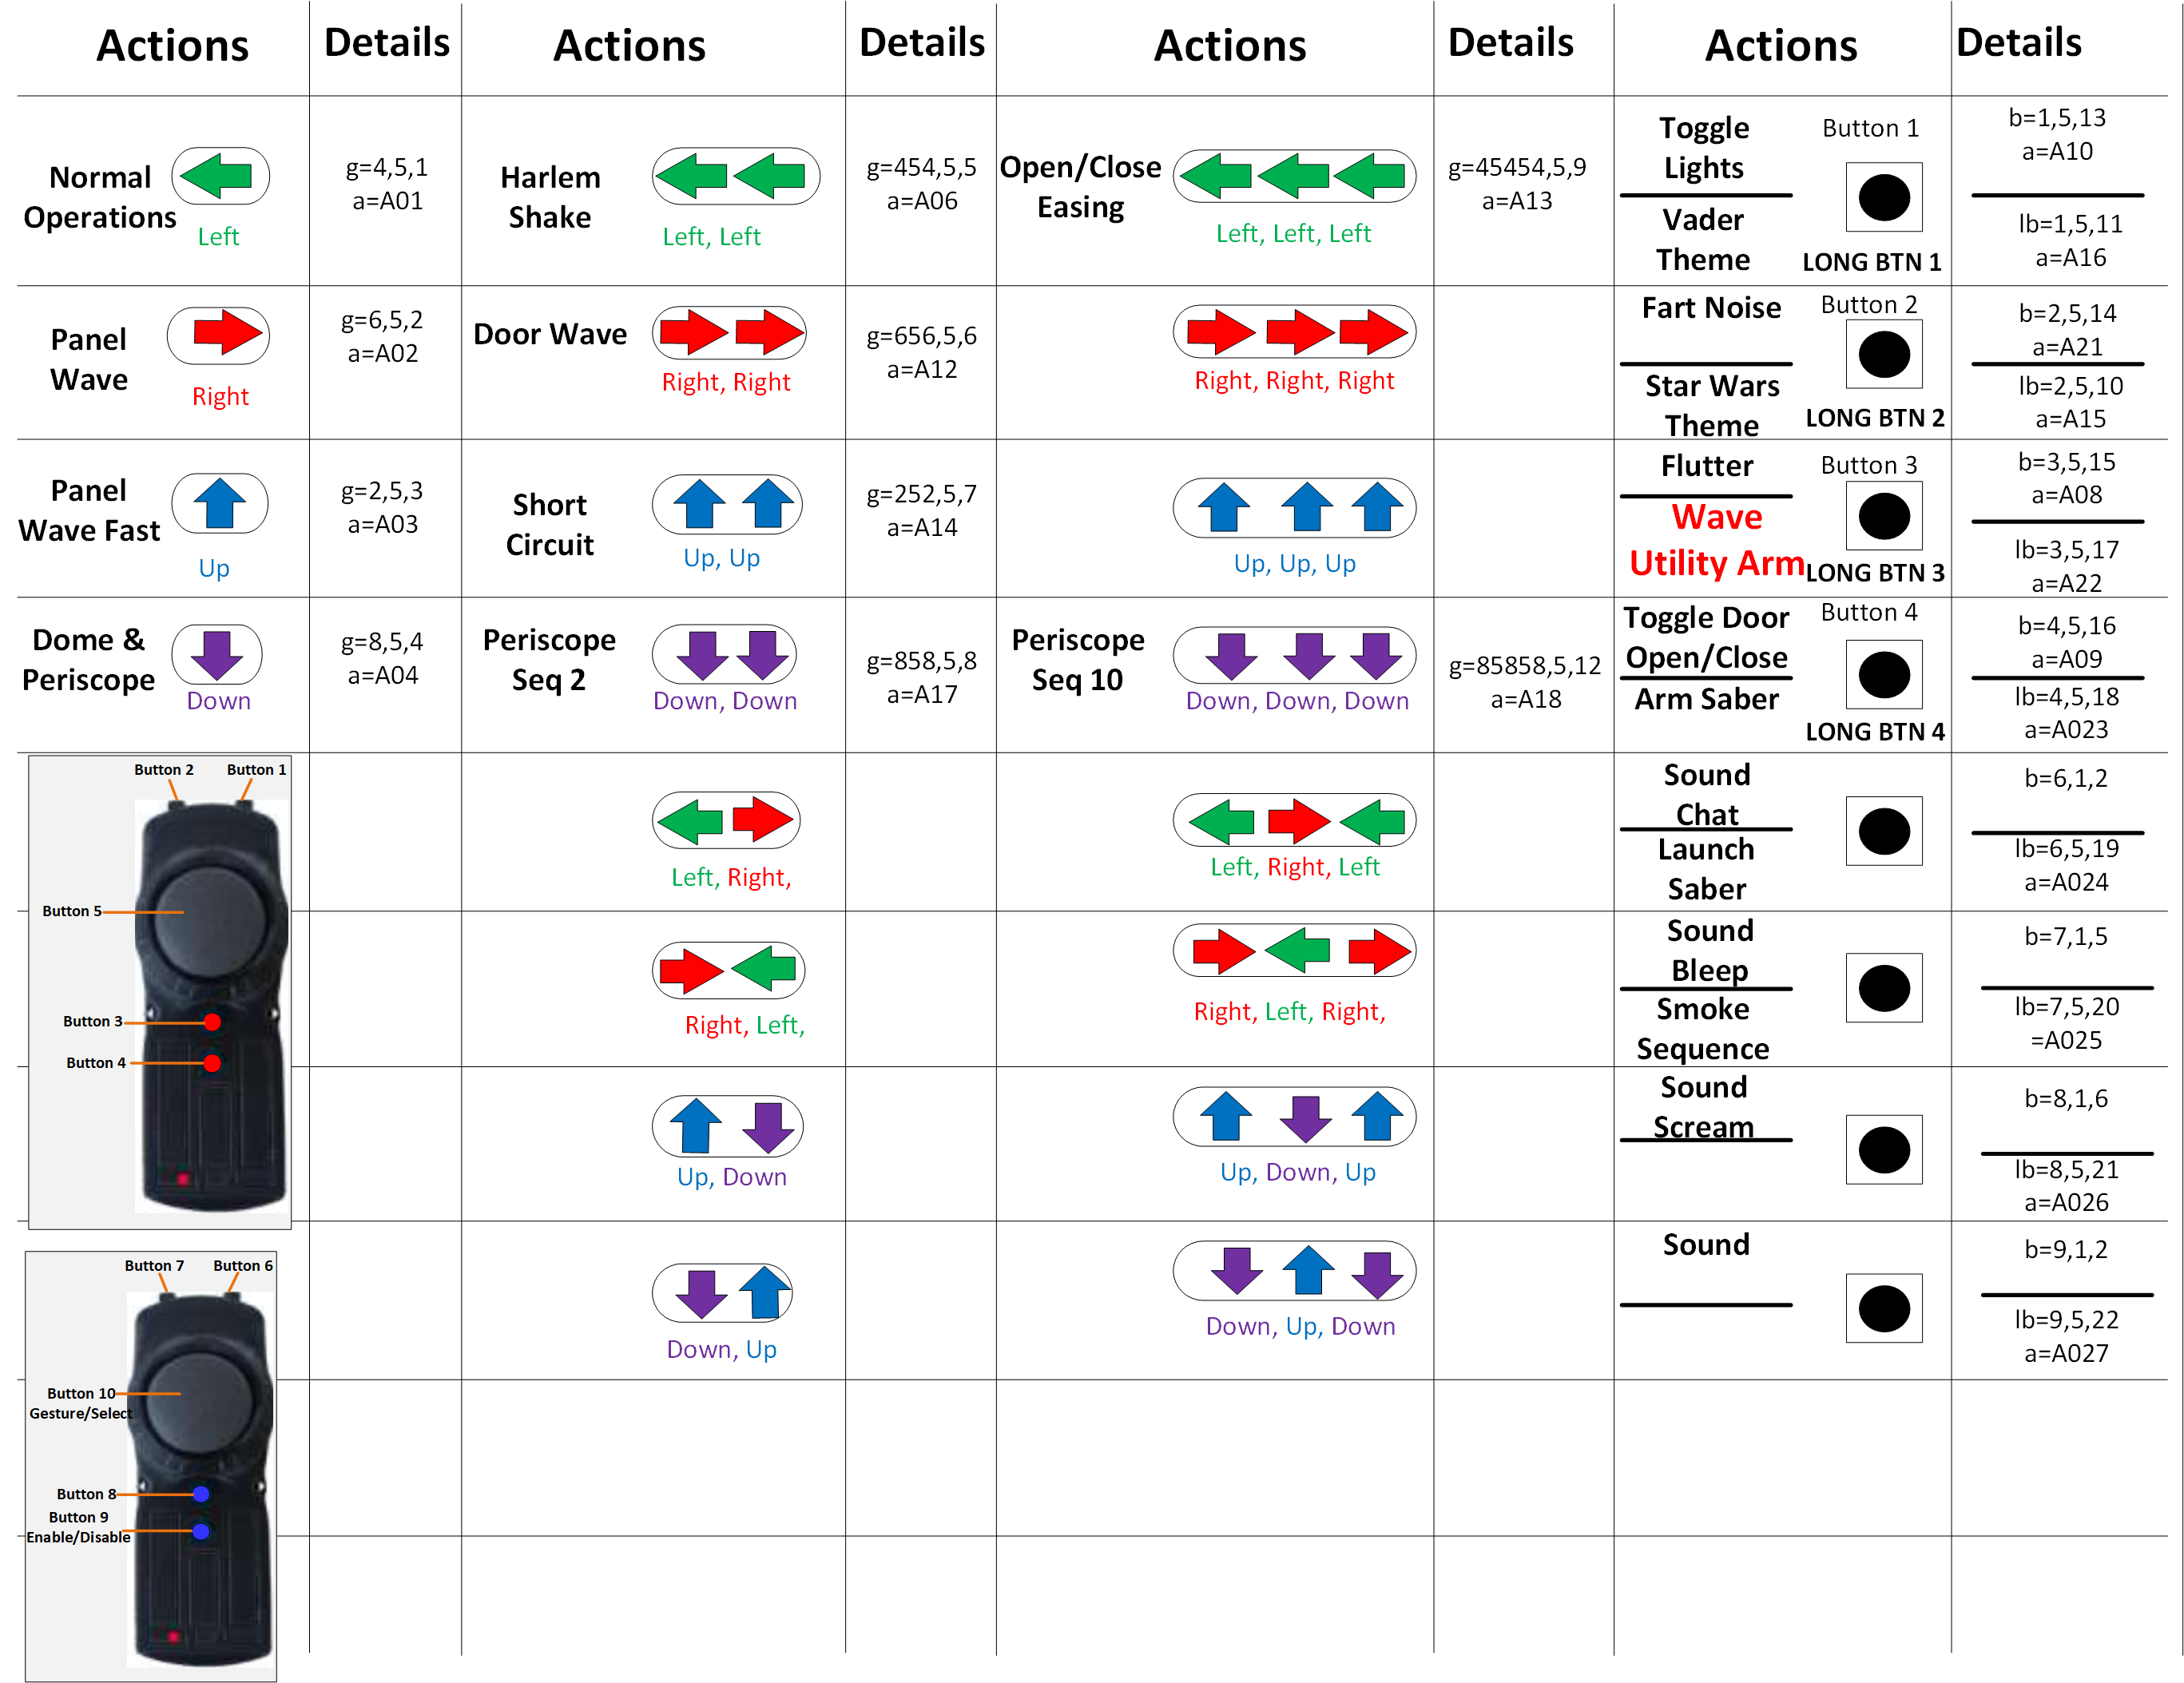 Actions Details Actions Details Actions Details Actions Details
Normal
Operations
Left
g=4,5,1
a=A01
Harlem
Shake
Left, Left
g=454,5,5
a=A06
Open/Close
Easing
Left, Left, Left
g=45454,5,9
a=A13
Toggle
Lights
Button 1
b=1,5,13
a=A10
Vader
Theme
LONG BTN 1
lb=1,5,11
a=A16
Panel
Wave
Right
g=6,5,2
a=A02
Door Wave
Right, Right
g=656,5,6
a=A12
Right, Right, Right
Fart Noise
Button 2
b=2,5,14
a=A21
Star Wars
Theme
LONG BTN 2
lb=2,5,10
a=A15
Panel
Wave Fast
Up
g=2,5,3
a=A03
Short
Circuit
Up, Up
g=252,5,7
a=A14
Up, Up, Up
Flutter
Button 3
b=3,5,15
a=A08
Wave
Utility Arm
LONG BTN 3
lb=3,5,17
a=A22
Dome &
Periscope
Down
g=8,5,4
a=A04
Periscope
Seq 2
Down, Down
g=858,5,8
a=A17
Periscope
Seq 10
Down, Down, Down
g=85858,5,12
a=A18
Toggle Door
Open/Close
Button 4
b=4,5,16
a=A09
Arm Saber
LONG BTN 4
lb=4,5,18
a=A023
Button 2 Button 1
Button 5
Button 3
Button 4
Left, Right,
Left, Right, Left
Sound
Chat
b=6,1,2
Launch
Saber
lb=6,5,19
a=A024
Right, Left,
Right, Left, Right,
Sound
Bleep
b=7,1,5
Smoke
Sequence
lb=7,5,20
=A025
Up, Down
Up, Down, Up
Sound
Scream
b=8,1,6
lb=8,5,21
a=A026
Button 7 Button 6
Button 10
Gesture/Select
Button 8
Button 9
Enable/Disable
Down, Up
Down, Up, Down
Sound
b=9,1,2
lb=9,5,22
a=A027